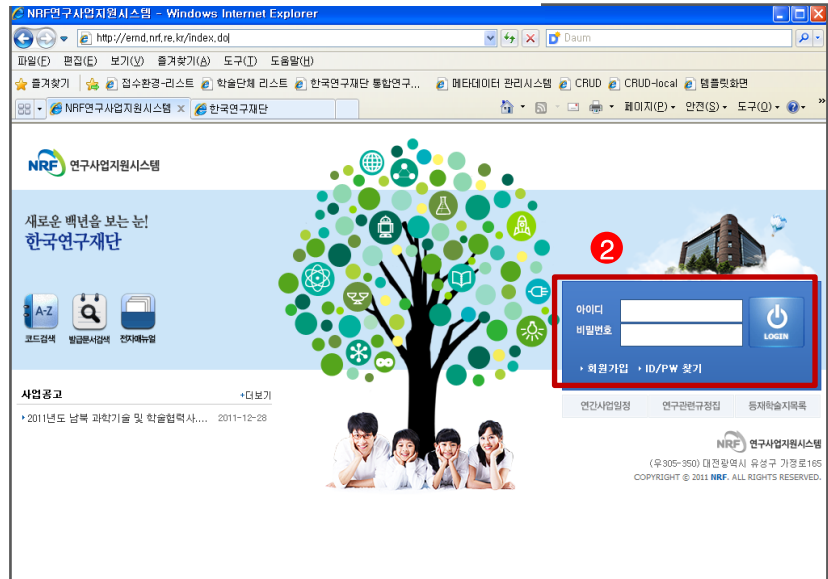 NRF연구사업지원시스템 - Windows Internet Explorer
http://ernd.nrf.re.kr/index.do
Daum
파일(F) 편집(E) 보기(V) 즐겨찾기(A) 도구(T) 도움말(H)
즐겨찾기 접수환경-리스트 학술단체 리스트 한국연구재단 통합연구... 메타데이터 관리시스템 CRUD CRUD-local 템플릿화면
NRF연구사업지원시스템 한국연구재단 페이지(P) 안전(S) 도구(O)
NRF 연구사업지원시스템
새로운 백년을 보는 눈!
한국연구재단
2
아이디
비밀번호
LOGIN
회원가입 ID/PW 찾기
A-Z
코드검색 발급문서검색 전자매뉴얼
사업공고 +더보기
2011년도 남북 과학기술 및 학술협력사.... 2011-12-28
연간사업일정 연구관련규정집 등재학술지목록
NRF 연구사업지원시스템
(우305-350) 대전광역시 유성구 가정로165
COPYRIGHT © 2011 NRF. ALL RIGHTS RESERVED.